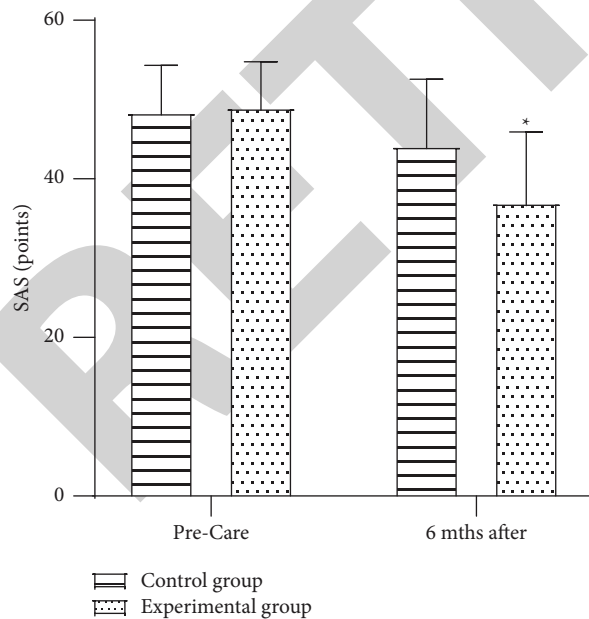 60
40
20
0
SAS (points)
*
Pre-Care
6 mths after
Control group
Experimental group